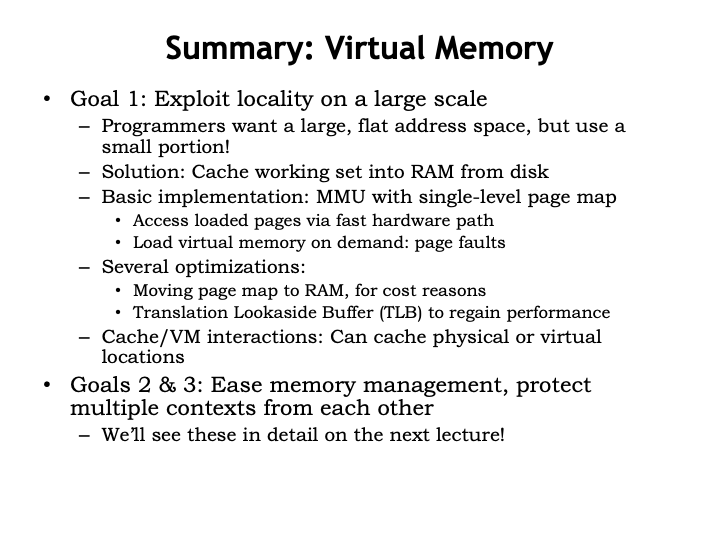 Summary: Virtual Memory
• Goal 1: Exploit locality on a large scale
– Programmers want a large, flat address space, but use a
small portion!
– Solution: Cache working set into RAM from disk
– Basic implementation: MMU with single-level page map
• Access loaded pages via fast hardware path
• Load virtual memory on demand: page faults
– Several optimizations:
• Moving page map to RAM, for cost reasons
• Translation Lookaside Buffer (TLB) to regain performance
– Cache/VM interactions: Can cache physical or virtual
locations
• Goals 2 & 3: Ease memory management, protect
multiple contexts from each other
– We’ll see these in detail on the next lecture!